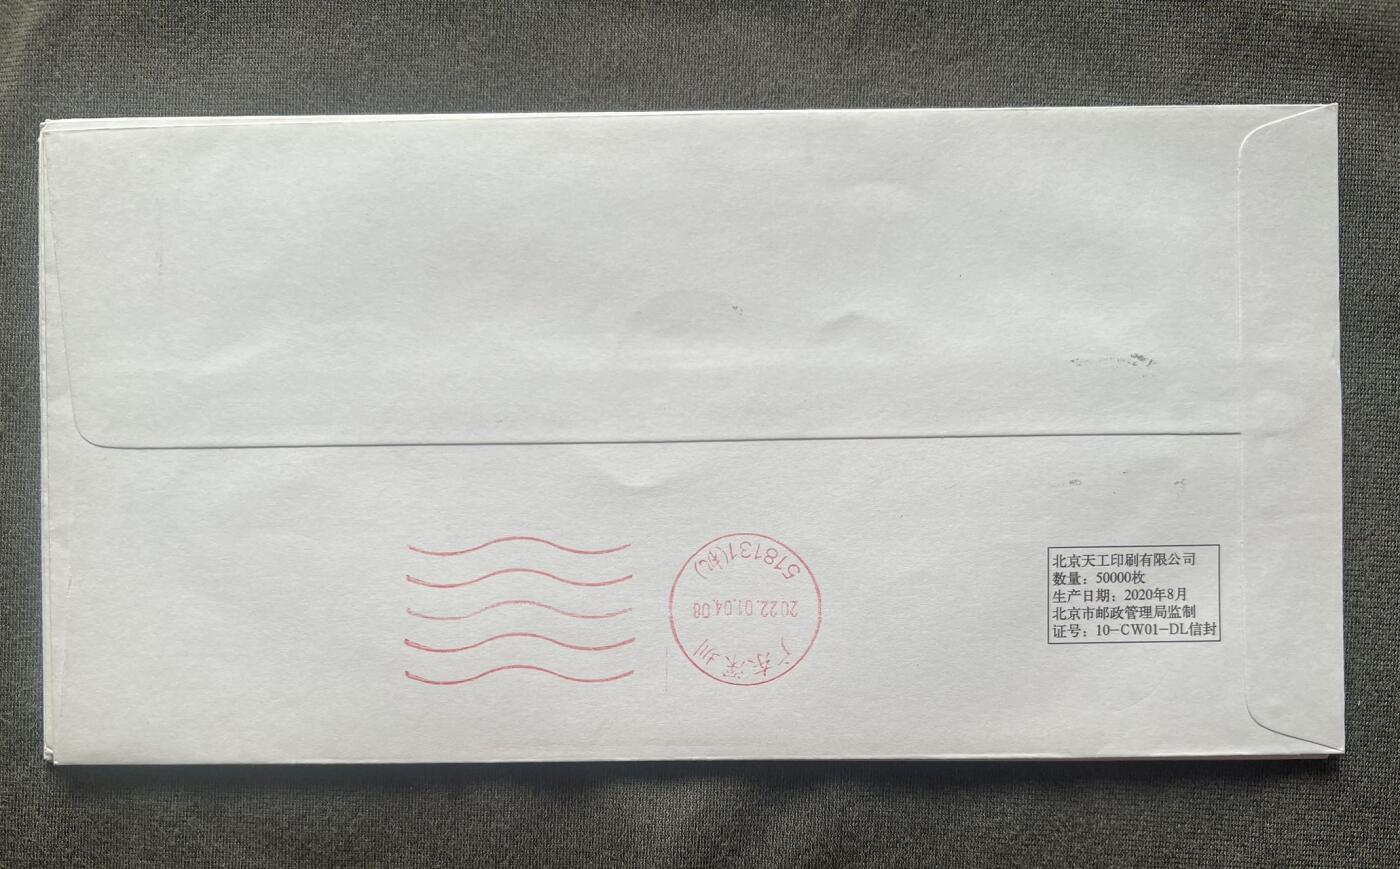 518131(机)
2022.01.04.08
广东深圳
北京天工印刷有限公司
数量：50000枚
生产日期：2020年8月
北京市邮政管理局监制
证号：10-CW01-DL信封